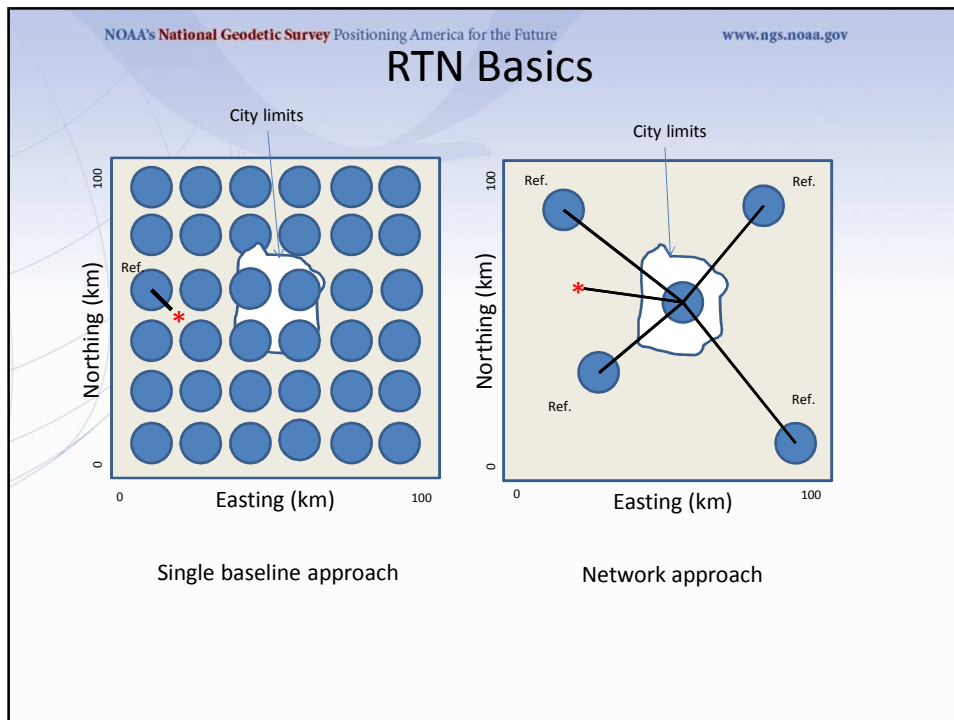 NOAA's National Geodetic Survey Positioning America for the Future www.ngs.noaa.gov
RTN Basics
City limits
100
Ref.
*
Northing (km)
0
0
Easting (km)
100
Single baseline approach
City limits
100
Ref.
Ref.
*
Northing (km)
Ref.
Ref.
0
0
100
Easting (km)
Network approach